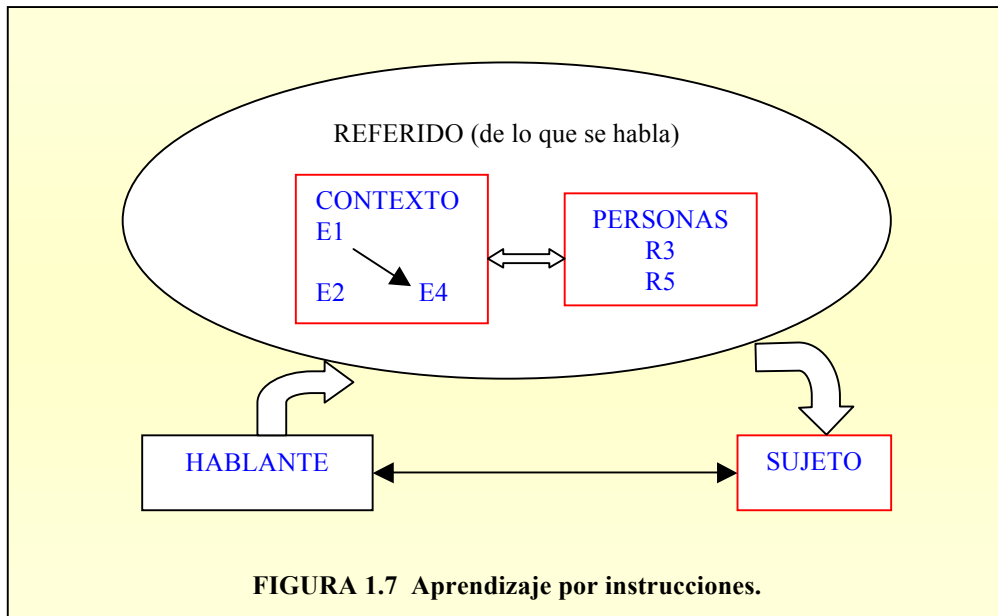 REFERIDO (de lo que se habla)
CONTEXTO
E1
E2 E4
PERSONAS
R3
R5
HABLANTE
SUJETO
FIGURA 1.7 Aprendizaje por instrucciones.